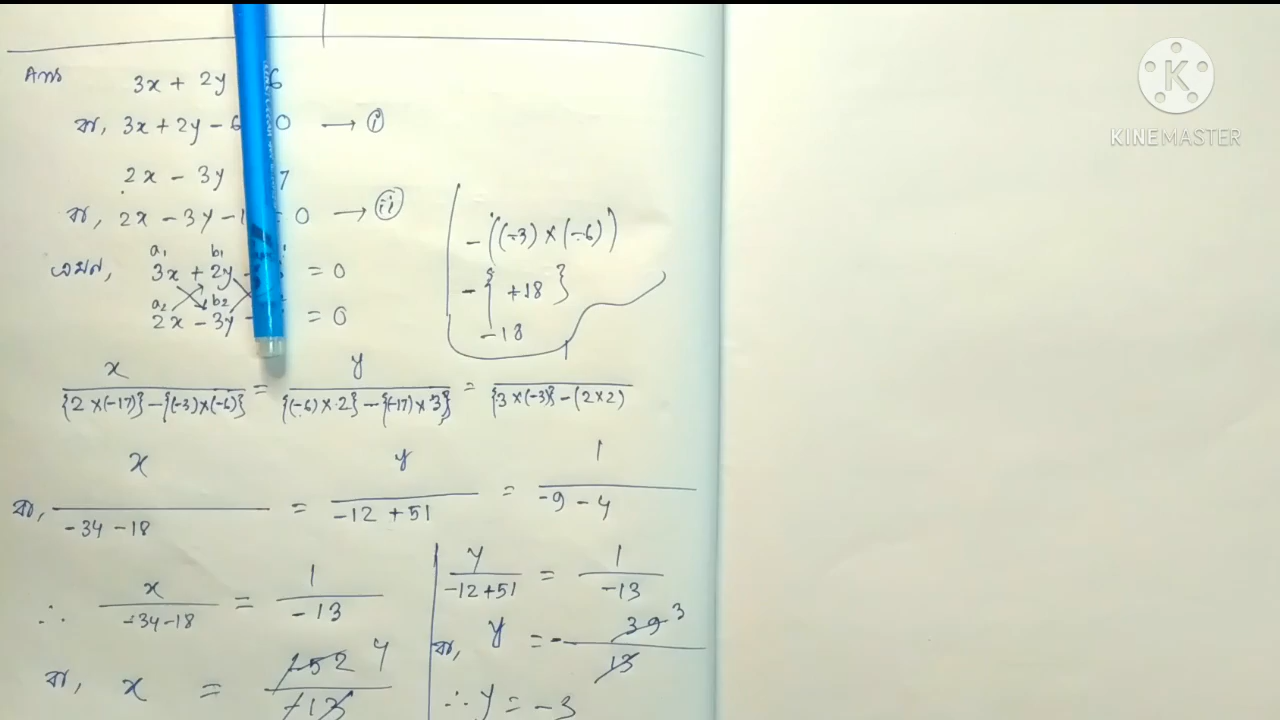 Ans 3x + 2y 6
বা, 3x + 2y - 6 0 → (i)
2x - 3y 7
বা, 2x - 3y - 1 = 0 → (ii)
a₁ b₁
এখন, 3x + 2y - = 0
a₂ b₂
2x - 3y - = 0
- ((-3) × (-6))
- { +18 }
-18
x/{2 × (-17)} - {(-3) × (-6)} = y/{(-6) × 2} - {(-17) × 3} = 1/{3 × (-3)} - (2 × 2)
বা, x/-34 - 18 = y/-12 + 51 = 1/-9 - 4
∴ x/-34 - 18 = 1/-13
বা, x = -52/-13 4
y/-12 + 51 = 1/-13
বা, y = - 39/13 3
∴ y = -3
KINEMASTER